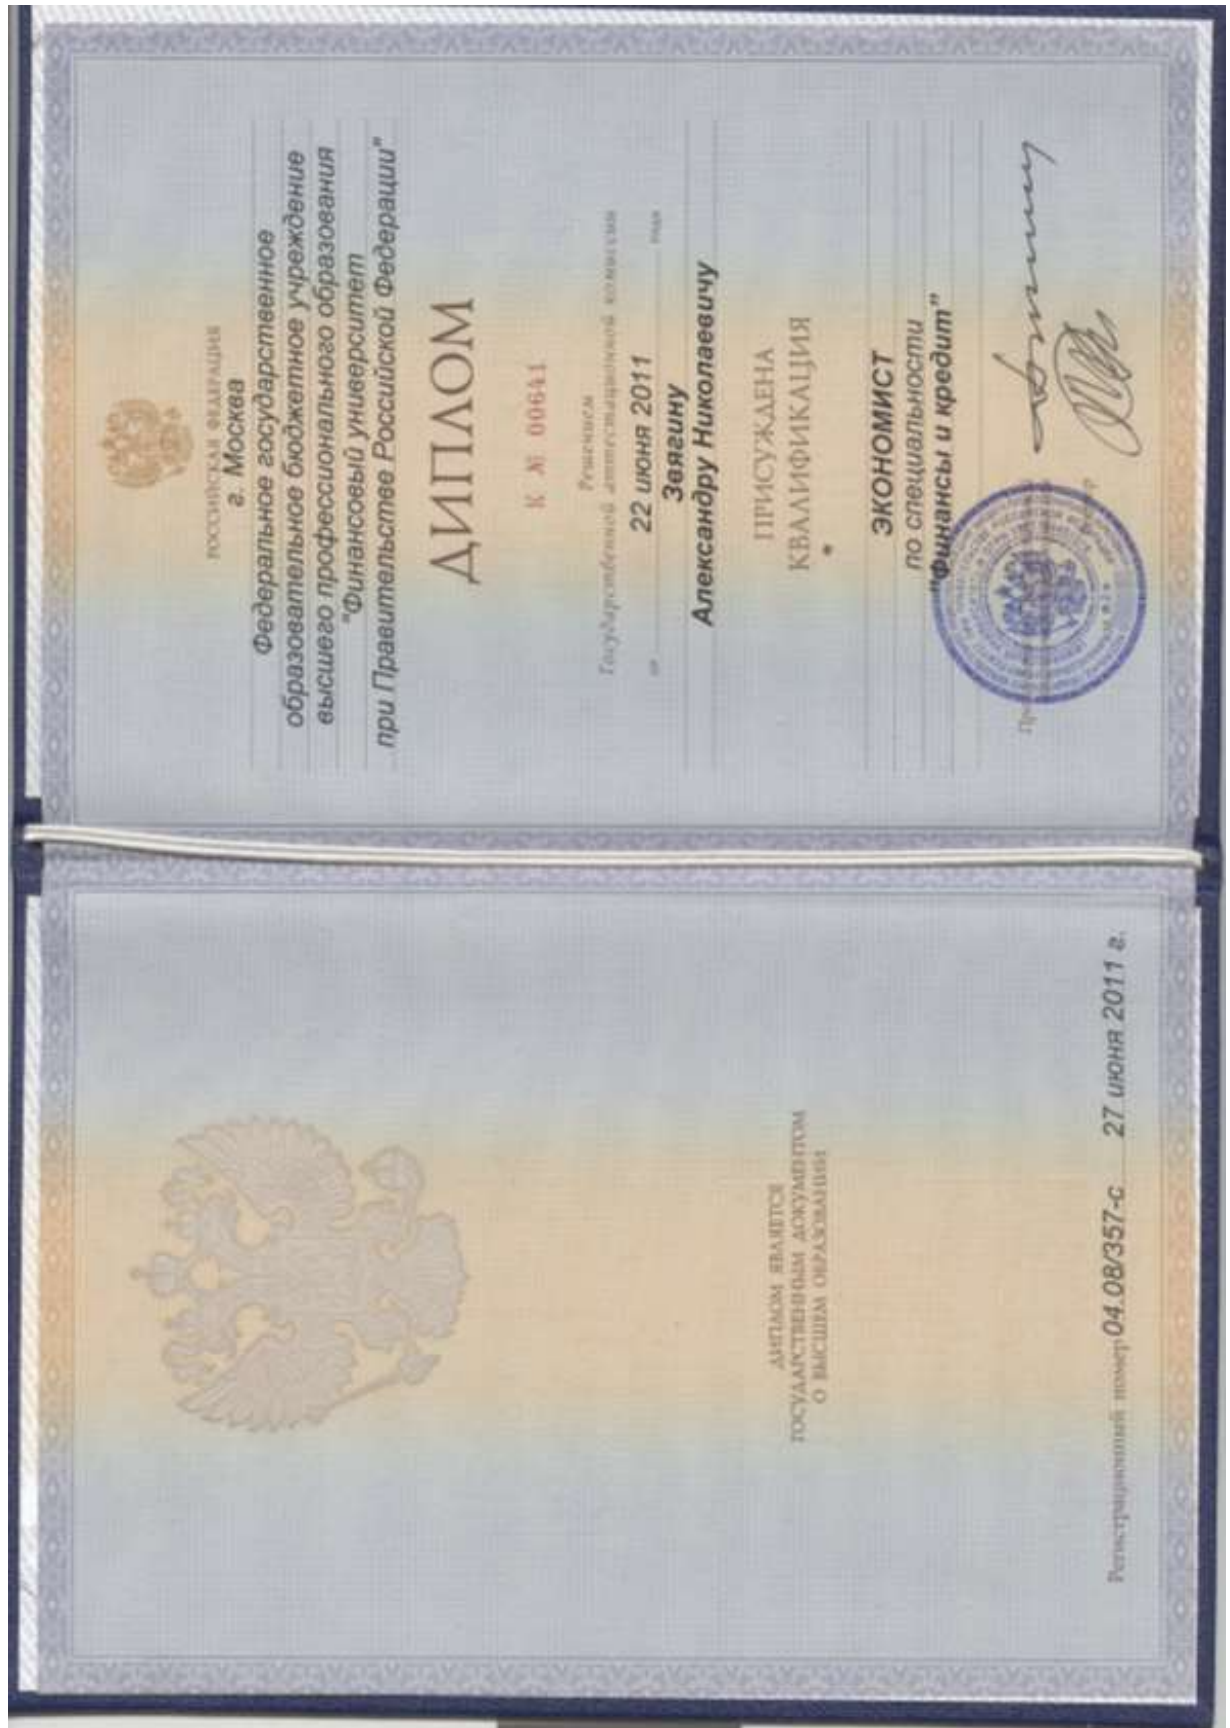 ДИПЛОМ ЯВЛЯЕТСЯ
ГОСУДАРСТВЕННЫМ ДОКУМЕНТОМ
О ВЫСШЕМ ОБРАЗОВАНИИ
Регистрационный номер 04.08/357-с 27 июня 2011 г.
РОССИЙСКАЯ ФЕДЕРАЦИЯ
г. Москва
Федеральное государственное
образовательное бюджетное учреждение
высшего профессионального образования
"Финансовый университет
при Правительстве Российской Федерации"
ДИПЛОМ
К № 00641
Решением
Государственной аттестационной комиссии
от 22 июня 2011 года
Звягину
Александру Николаевичу
ПРИСУЖДЕНА
КВАЛИФИКАЦИЯ
ЭКОНОМИСТ
по специальности
"Финансы и кредит"